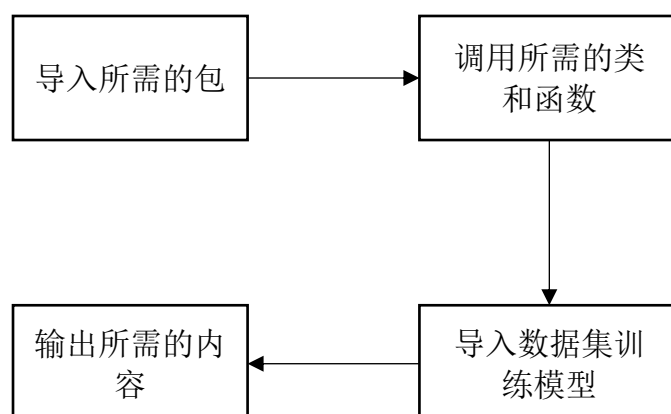 导入所需的包
调用所需的类
和函数
导入数据集训
练模型
输出所需的内
容